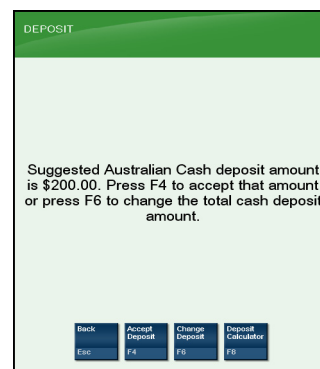 DEPOSIT
Suggested Australian Cash deposit amount
is $200.00. Press F4 to accept that amount
or press F6 to change the total cash deposit
amount.
Back Accept Deposit Change Deposit Deposit Calculator
Esc F4 F6 F8